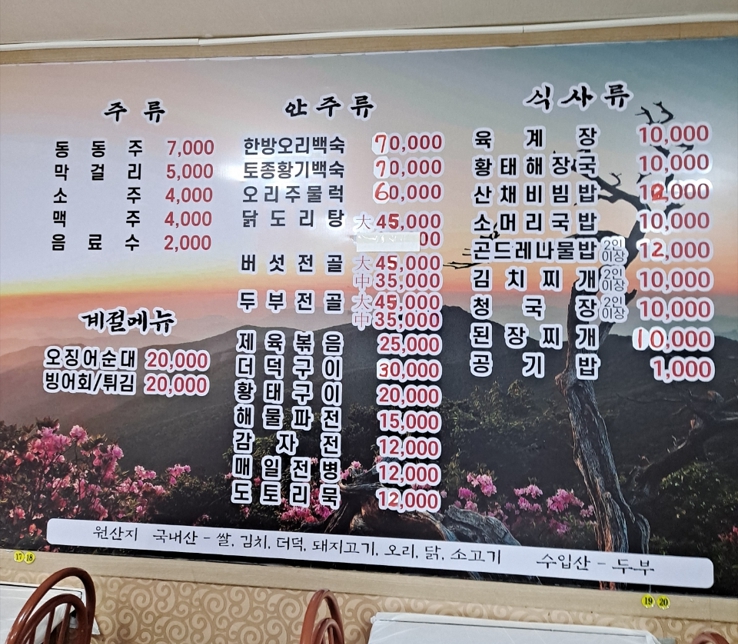 주류
동동주 7,000
막걸리 5,000
소주 4,000
맥주 4,000
음료수 2,000
계절메뉴
오징어순대 20,000
빙어회/튀김 20,000
안주류
한방오리백숙 70,000
토종황기백숙 70,000
오리주물럭 60,000
닭도리탕 大 45,000
00
버섯전골 大 45,000
中 35,000
두부전골 大 45,000
中 35,000
제육볶음 25,000
더덕구이 30,000
황태구이 20,000
해물파전 15,000
감자전 12,000
매일전병 12,000
도토리묵 12,000
식사류
육계장 10,000
황태해장국 10,000
산채비빔밥
소머리국밥 10,000
곤드레나물밥 2인이상 12,000
김치찌개 2인이상 10,000
청국장 2인이상 10,000
된장찌개 10,000
공기밥 1,000
원산지 국내산 - 쌀, 김치, 더덕, 돼지고기, 오리, 닭, 소고기 수입산 - 두부
17 18
19 20